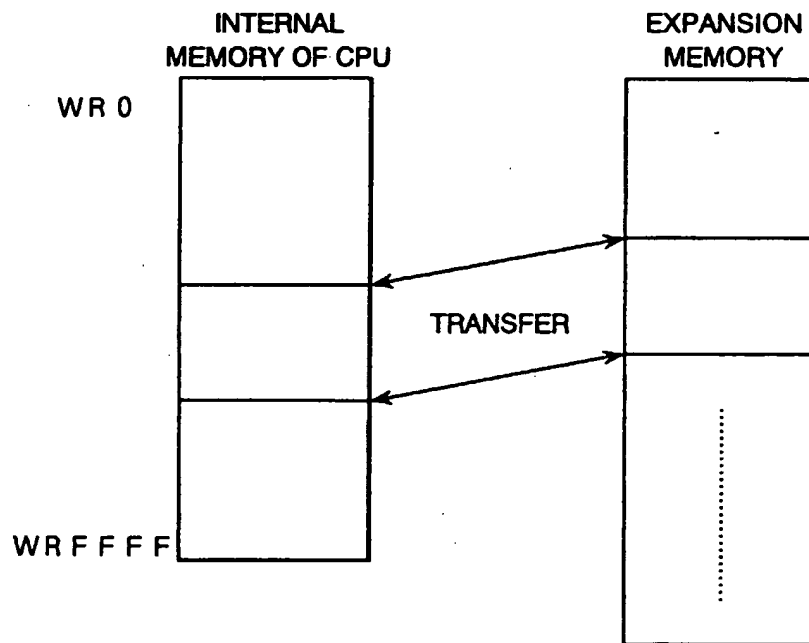 INTERNAL
MEMORY OF CPU
EXPANSION
MEMORY
WR 0
TRANSFER
WR F F F F